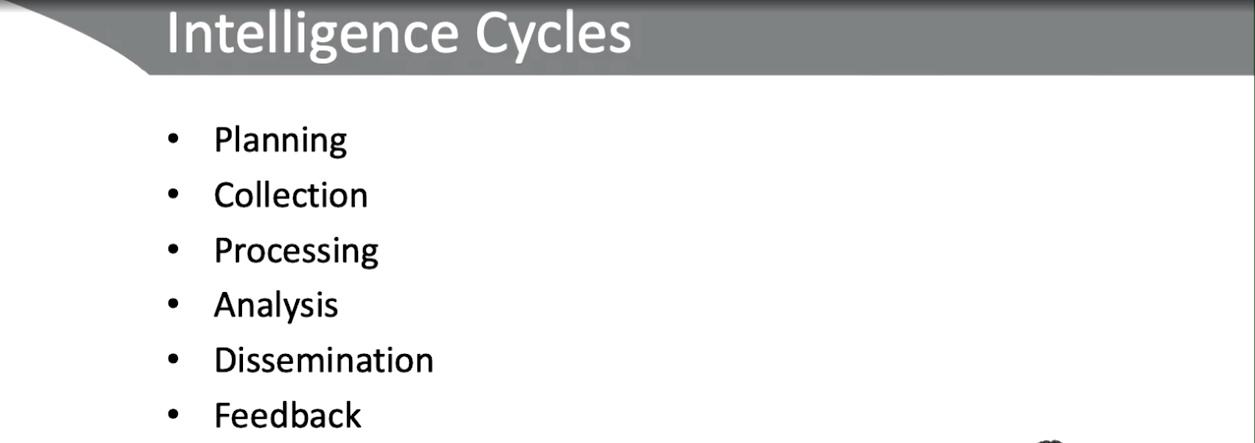 Intelligence Cycles
• Planning
• Collection
• Processing
• Analysis
• Dissemination
• Feedback